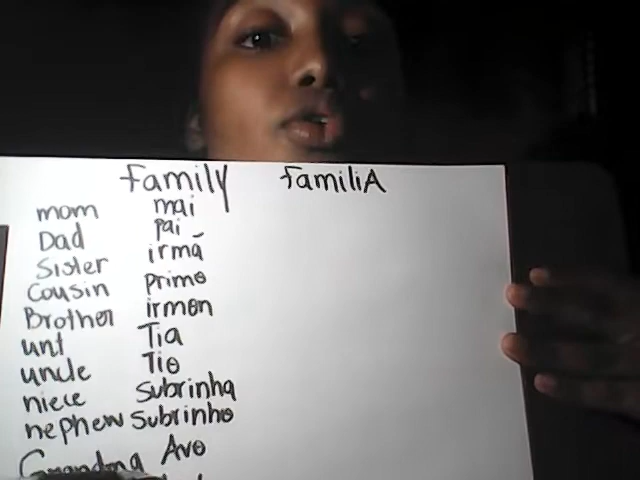 Family familiA
mom mai
Dad pai
Sister irmã
Cousin primo
Brother irmon
unt Tia
uncle Tio
niece Subrinha
nephew Subrinho
Grandma Avo